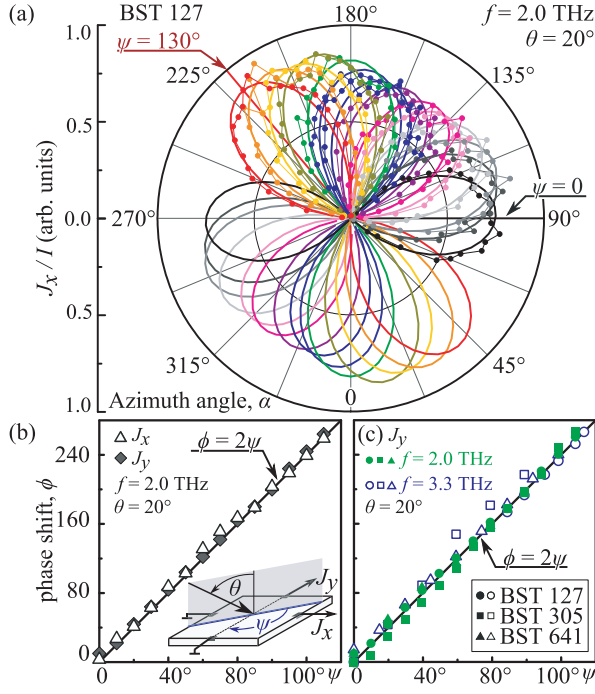 (a) BST 127 180° f = 2.0 THz
θ = 20°
ψ = 130°
225° 135°
1.0
0.5
0.0
0.5
1.0
J_x / I (arb. units)
270° 90°
ψ = 0
315° 45°
0
Azimuth angle, α
(b) J_x
J_y
ϕ = 2ψ
f = 2.0 THz
θ = 20°
240
160
80
0
phase shift, ϕ
θ
J_y
ψ
J_x
0 40° 80° 100° ψ
(c) J_y
f = 2.0 THz
f = 3.3 THz
θ = 20°
ϕ = 2ψ
BST 127
BST 305
BST 641
0 40° 80° 100° ψ